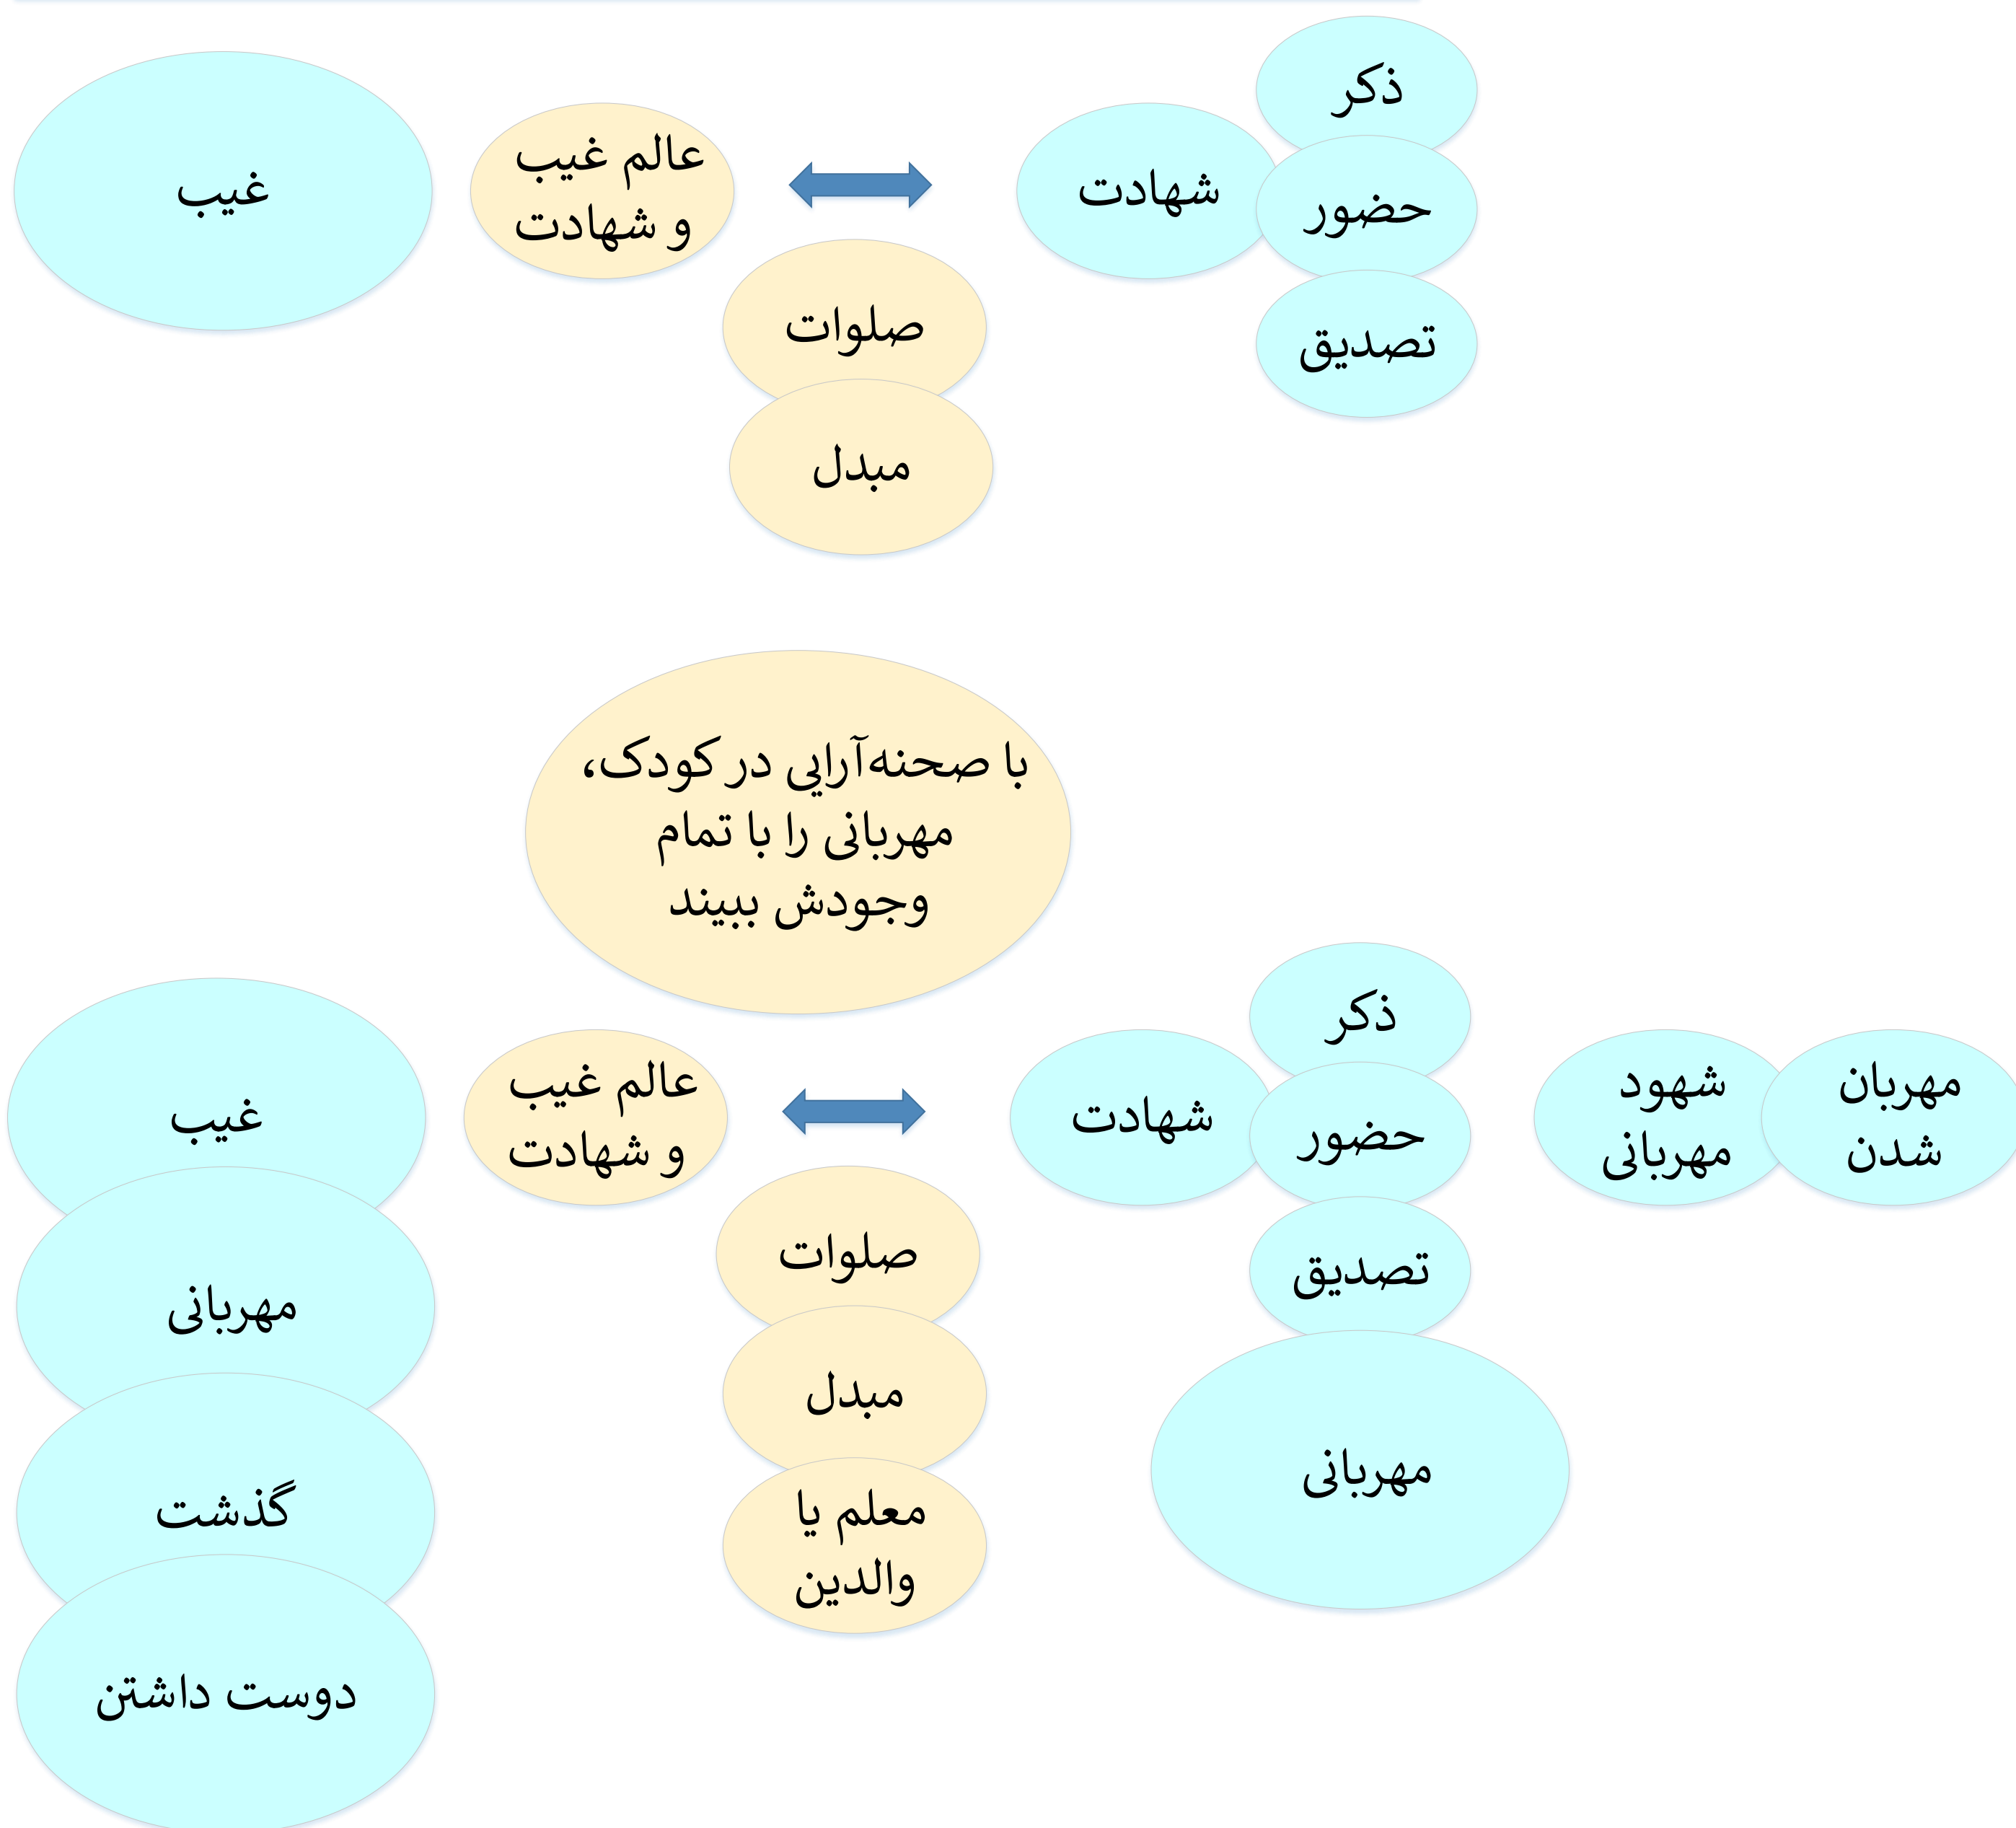 ذکر
حضور
تصدیق
شهادت
عالم غیب
و شهادت
غیب
صلوات
مبدل
با صحنه‌آرایی در کودک،
مهربانی را با تمام
وجودش ببیند
مهربان
شدن
شهود
مهربانی
ذکر
حضور
تصدیق
مهربانی
شهادت
عالم غیب
و شهادت
صلوات
مبدل
معلم یا
والدین
غیب
مهربانی
گذشت
دوست داشتن